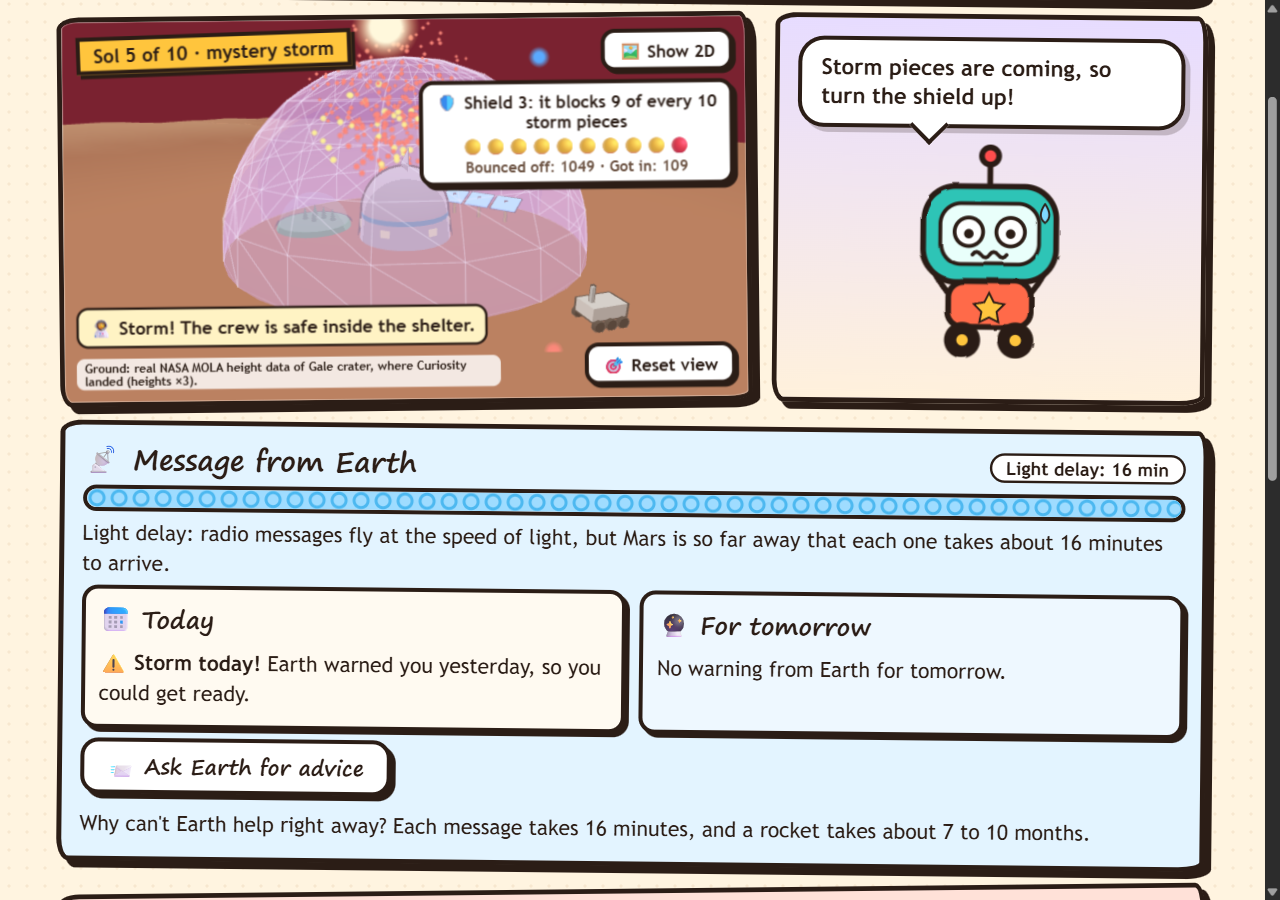 Sol 5 of 10 · mystery storm
Show 2D
Shield 3: it blocks 9 of every 10
storm pieces
Bounced off: 1049 · Got in: 109
Storm! The crew is safe inside the shelter.
Ground: real NASA MOLA height data of Gale crater, where Curiosity
landed (heights ×3).
Reset view
Storm pieces are coming, so
turn the shield up!
Message from Earth
Light delay: 16 min
Light delay: radio messages fly at the speed of light, but Mars is so far away that each one takes about 16 minutes
to arrive.
Today
Storm today! Earth warned you yesterday, so you
could get ready.
For tomorrow
No warning from Earth for tomorrow.
Ask Earth for advice
Why can't Earth help right away? Each message takes 16 minutes, and a rocket takes about 7 to 10 months.